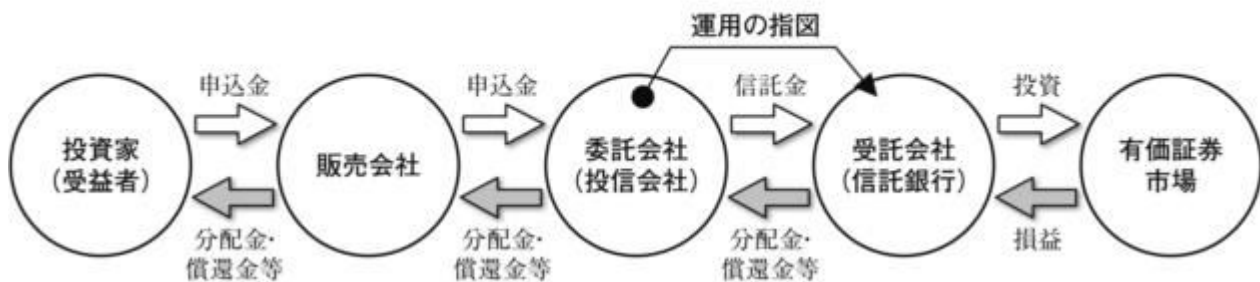 運用の指図
申込金
申込金
信託金
投資
投資家
(受益者)
販売会社
委託会社
(投信会社)
受託会社
(信託銀行)
有価証券
市場
分配金・
償還金等
分配金・
償還金等
分配金・
償還金等
損益